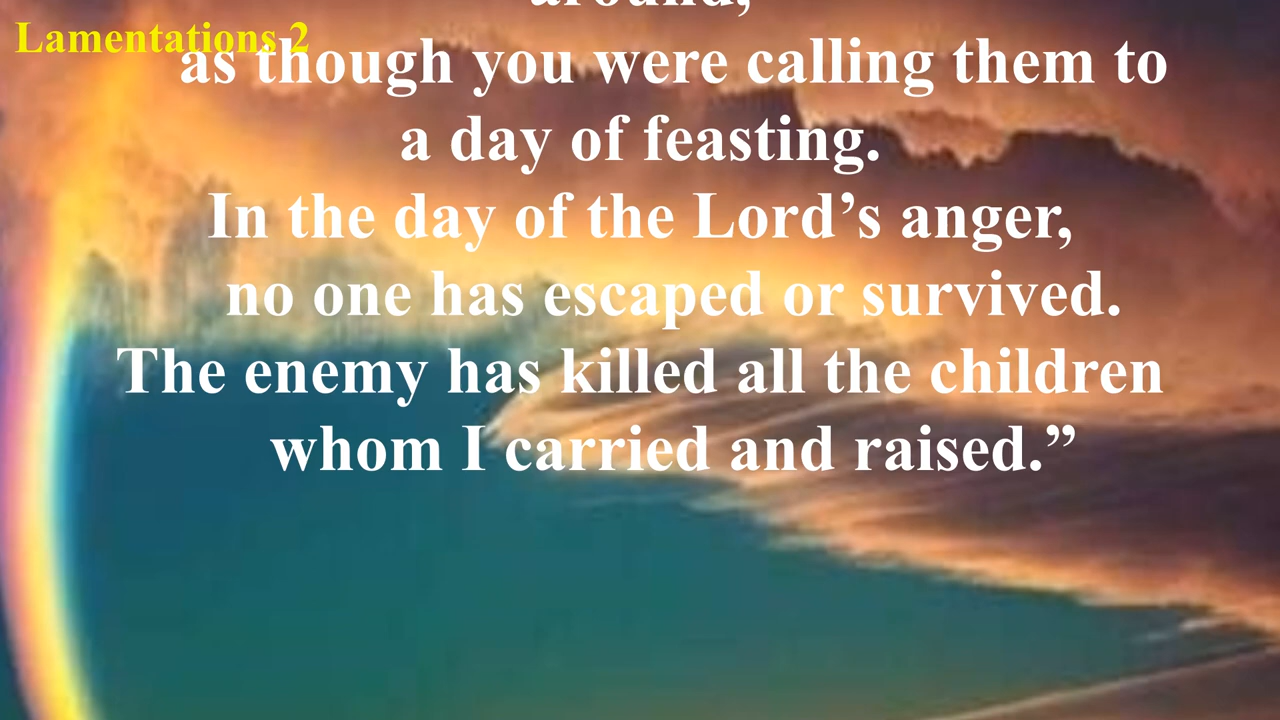 around,
Lamentations 2
as though you were calling them to
a day of feasting.
In the day of the Lord’s anger,
no one has escaped or survived.
The enemy has killed all the children
whom I carried and raised.”